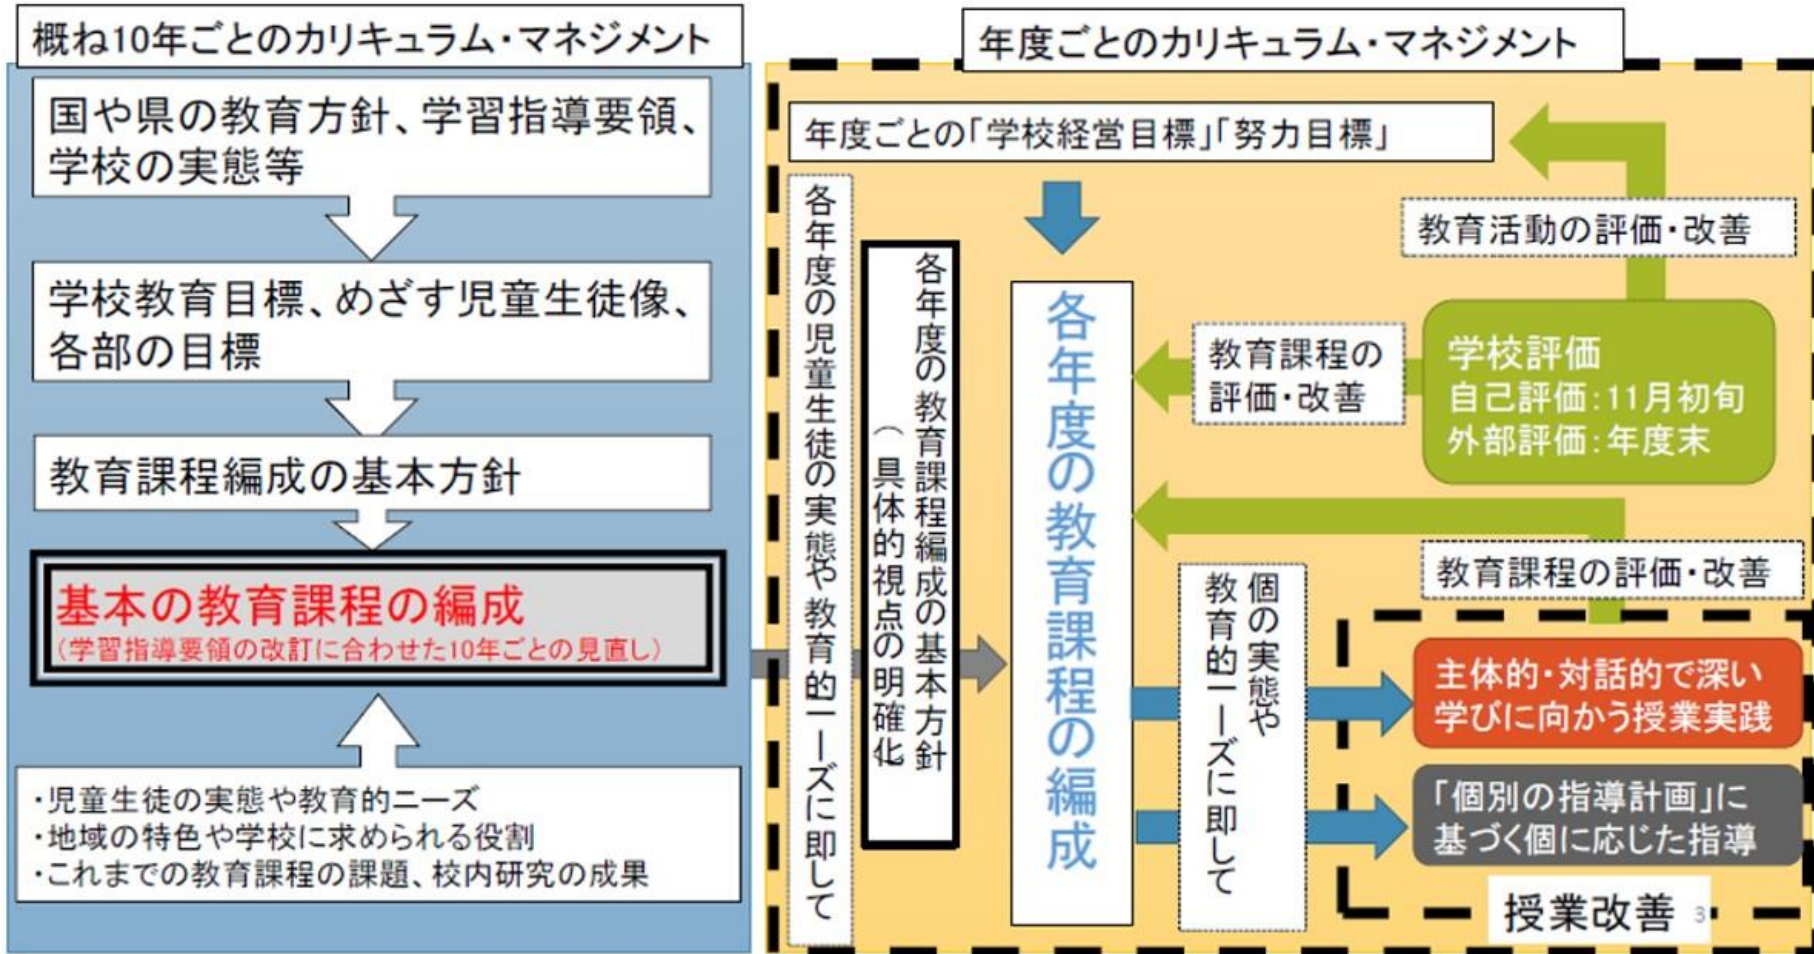 概ね10年ごとのカリキュラム・マネジメント
国や県の教育方針、学習指導要領、
学校の実態等
学校教育目標、めざす児童生徒像、
各部の目標
教育課程編成の基本方針
基本の教育課程の編成
(学習指導要領の改訂に合わせた10年ごとの見直し)
・児童生徒の実態や教育的ニーズ
・地域の特色や学校に求められる役割
・これまでの教育課程の課題、校内研究の成果
年度ごとのカリキュラム・マネジメント
年度ごとの「学校経営目標」「努力目標」
各年度の児童生徒の実態や教育的ニーズに即して
各年度の教育課程編成の基本方針
(具体的視点の明確化)
各年度の教育課程の編成
教育活動の評価・改善
教育課程の
評価・改善
学校評価
自己評価:11月初旬
外部評価:年度末
教育課程の評価・改善
個の実態や
教育的ニーズに即して
主体的・対話的で深い
学びに向かう授業実践
「個別の指導計画」に
基づく個に応じた指導
授業改善
3